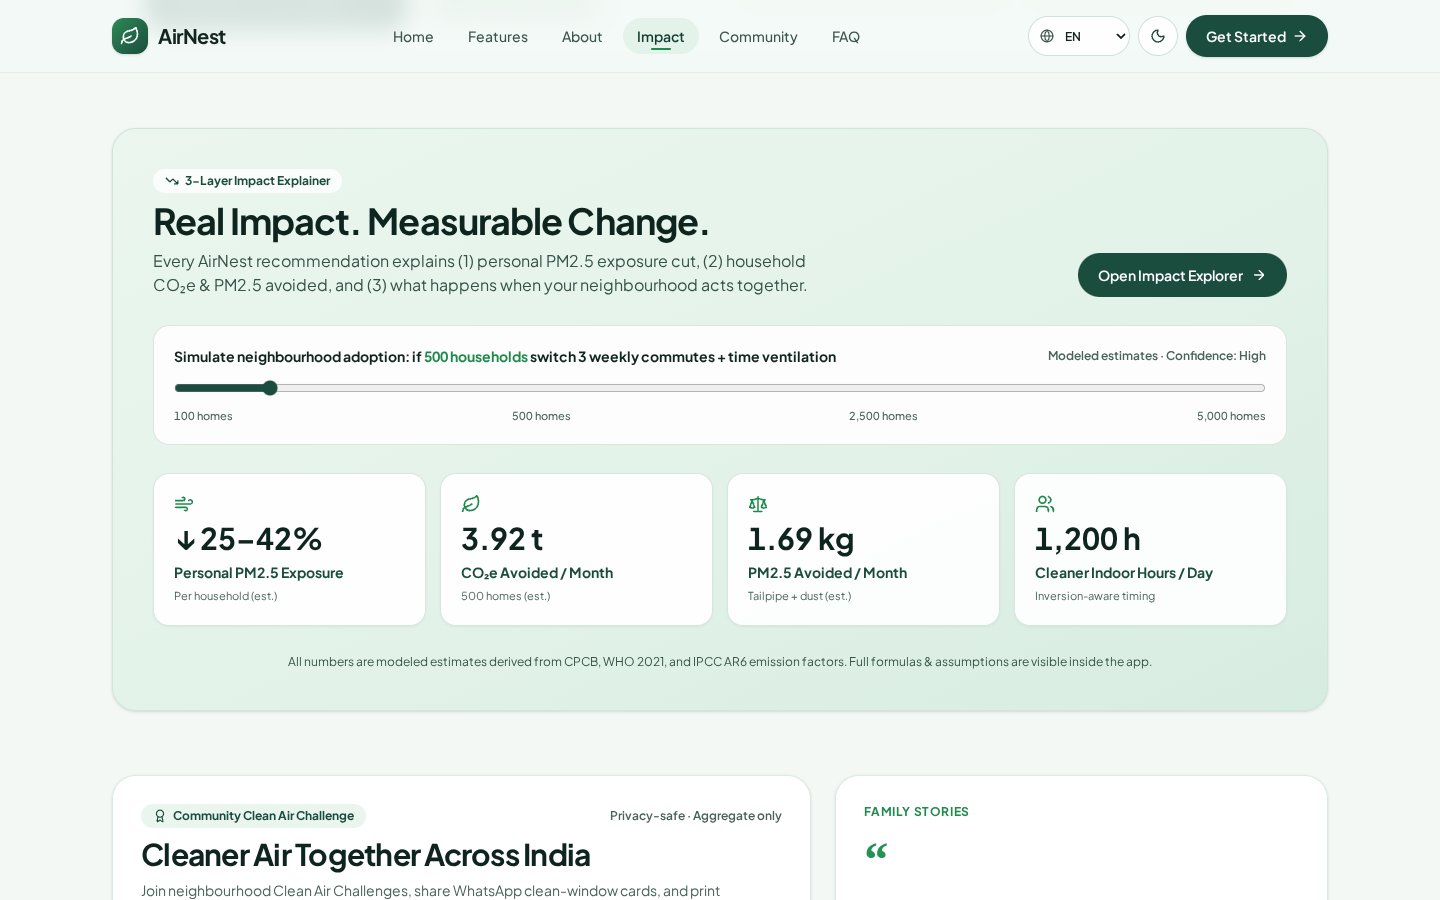 AirNest
Home
Features
About
Impact
Community
FAQ
EN
Get Started
3-Layer Impact Explainer
Real Impact. Measurable Change.
Every AirNest recommendation explains (1) personal PM2.5 exposure cut, (2) household
CO₂e & PM2.5 avoided, and (3) what happens when your neighbourhood acts together.
Open Impact Explorer
Simulate neighbourhood adoption: if 500 households switch 3 weekly commutes + time ventilation
Modeled estimates · Confidence: High
100 homes
500 homes
2,500 homes
5,000 homes
↓ 25–42%
Personal PM2.5 Exposure
Per household (est.)
3.92 t
CO₂e Avoided / Month
500 homes (est.)
1.69 kg
PM2.5 Avoided / Month
Tailpipe + dust (est.)
1,200 h
Cleaner Indoor Hours / Day
Inversion-aware timing
All numbers are modeled estimates derived from CPCB, WHO 2021, and IPCC AR6 emission factors. Full formulas & assumptions are visible inside the app.
Community Clean Air Challenge
Privacy-safe · Aggregate only
Cleaner Air Together Across India
Join neighbourhood Clean Air Challenges, share WhatsApp clean-window cards, and print
FAMILY STORIES
“